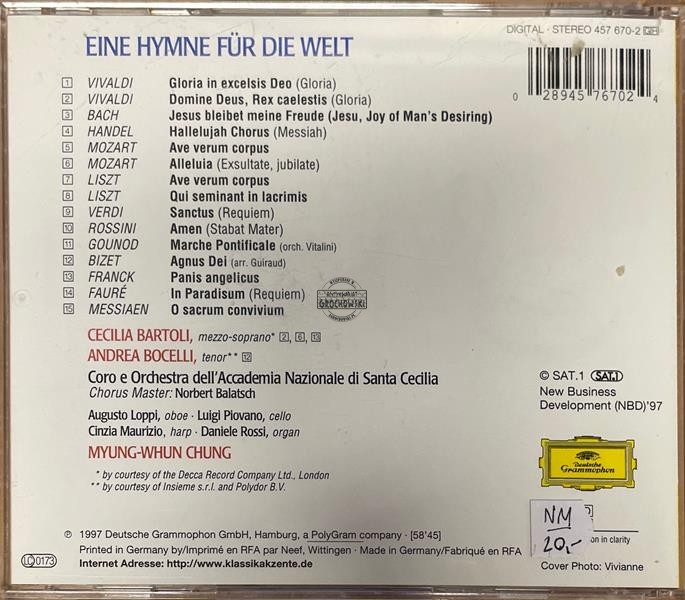 EINE HYMNE FÜR DIE WELT
DIGITAL · STEREO 457 670-2 GH
0 28945 76702 4
1 VIVALDI Gloria in excelsis Deo (Gloria)
2 VIVALDI Domine Deus, Rex caelestis (Gloria)
3 BACH Jesus bleibet meine Freude (Jesu, Joy of Man's Desiring)
4 HANDEL Hallelujah Chorus (Messiah)
5 MOZART Ave verum corpus
6 MOZART Alleluia (Exsultate, jubilate)
7 LISZT Ave verum corpus
8 LISZT Qui seminant in lacrimis
9 VERDI Sanctus (Requiem)
10 ROSSINI Amen (Stabat Mater)
11 GOUNOD Marche Pontificale (orch. Vitalini)
12 BIZET Agnus Dei (arr. Guiraud)
13 FRANCK Panis angelicus
14 FAURÉ In Paradisum (Requiem)
15 MESSIAEN O sacrum convivium
ANTYKWARIAT
GROCHOWSKI
CECILIA BARTOLI, mezzo-soprano* 2, 6, 13
ANDREA BOCELLI, tenor** 12
Coro e Orchestra dell'Accademia Nazionale di Santa Cecilia
Chorus Master: Norbert Balatsch
Augusto Loppi, oboe · Luigi Piovano, cello
Cinzia Maurizio, harp · Daniele Rossi, organ
MYUNG-WHUN CHUNG
* by courtesy of the Decca Record Company Ltd., London
** by courtesy of Insieme s.r.l. and Polydor B.V.
© SAT.1 SAT.1
New Business
Development (NBD)'97
Deutsche
Grammophon
NM
20,-
on in clarity
℗ 1997 Deutsche Grammophon GmbH, Hamburg, a PolyGram company · [58'45]
Printed in Germany by/Imprimé en RFA par Neef, Wittingen · Made in Germany/Fabriqué en RFA
LC 0173
Internet Adresse: http://www.klassikakzente.de
Cover Photo: Vivianne